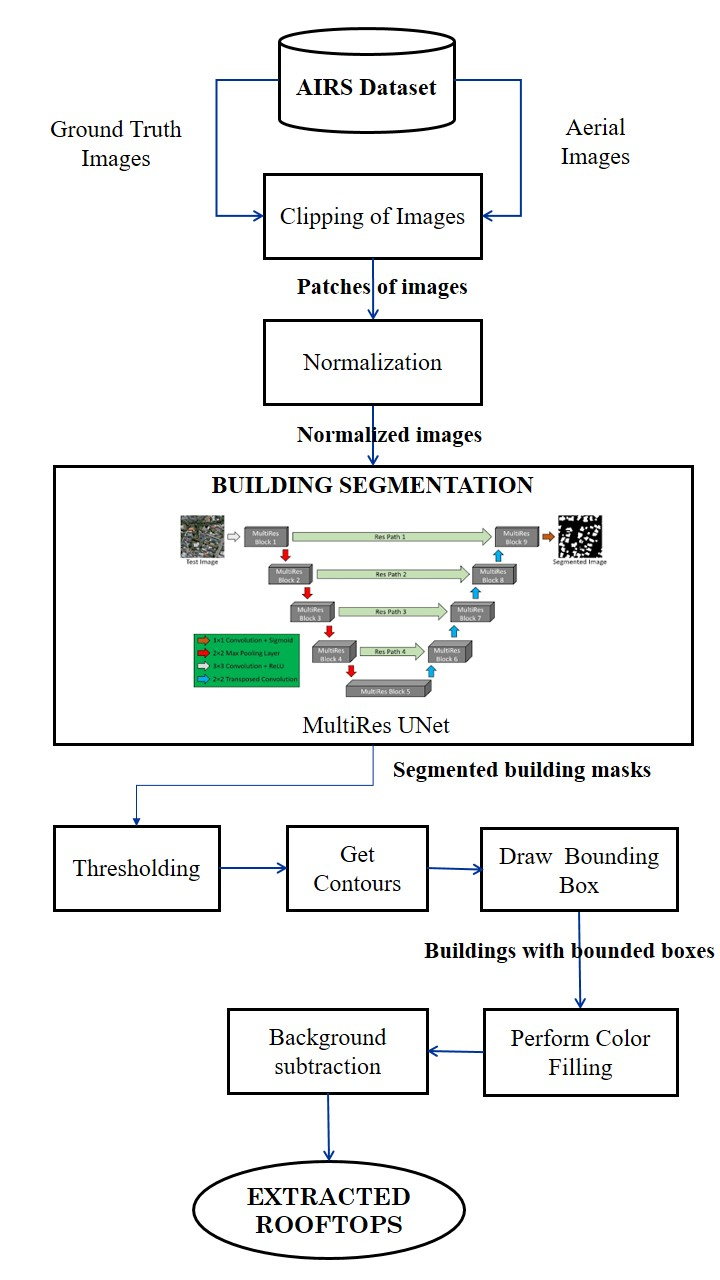 AIRS Dataset
Ground Truth
Images
Aerial
Images
Clipping of Images
Patches of images
Normalization
Normalized images
BUILDING SEGMENTATION
Test Image
MultiRes
Block 1
Res Path 1
MultiRes
Block 9
Segmented Image
MultiRes
Block 2
Res Path 2
MultiRes
Block 8
MultiRes
Block 3
Res Path 3
MultiRes
Block 7
MultiRes
Block 4
Res Path 4
MultiRes
Block 6
MultiRes Block 5
1×1 Convolution + Sigmoid
2×2 Max Pooling Layer
3×3 Convolution + ReLU
2×2 Transposed Convolution
MultiRes UNet
Segmented building masks
Thresholding
Get
Contours
Draw Bounding
Box
Buildings with bounded boxes
Background
subtraction
Perform Color
Filling
EXTRACTED
ROOFTOPS